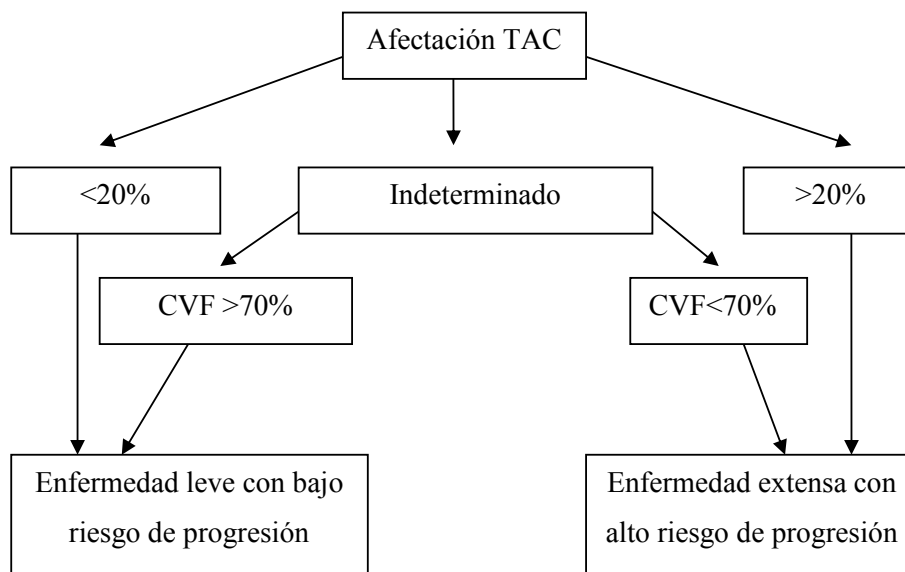 Afectación TAC
<20%
Indeterminado
>20%
CVF >70%
CVF<70%
Enfermedad leve con bajo
riesgo de progresión
Enfermedad extensa con
alto riesgo de progresión